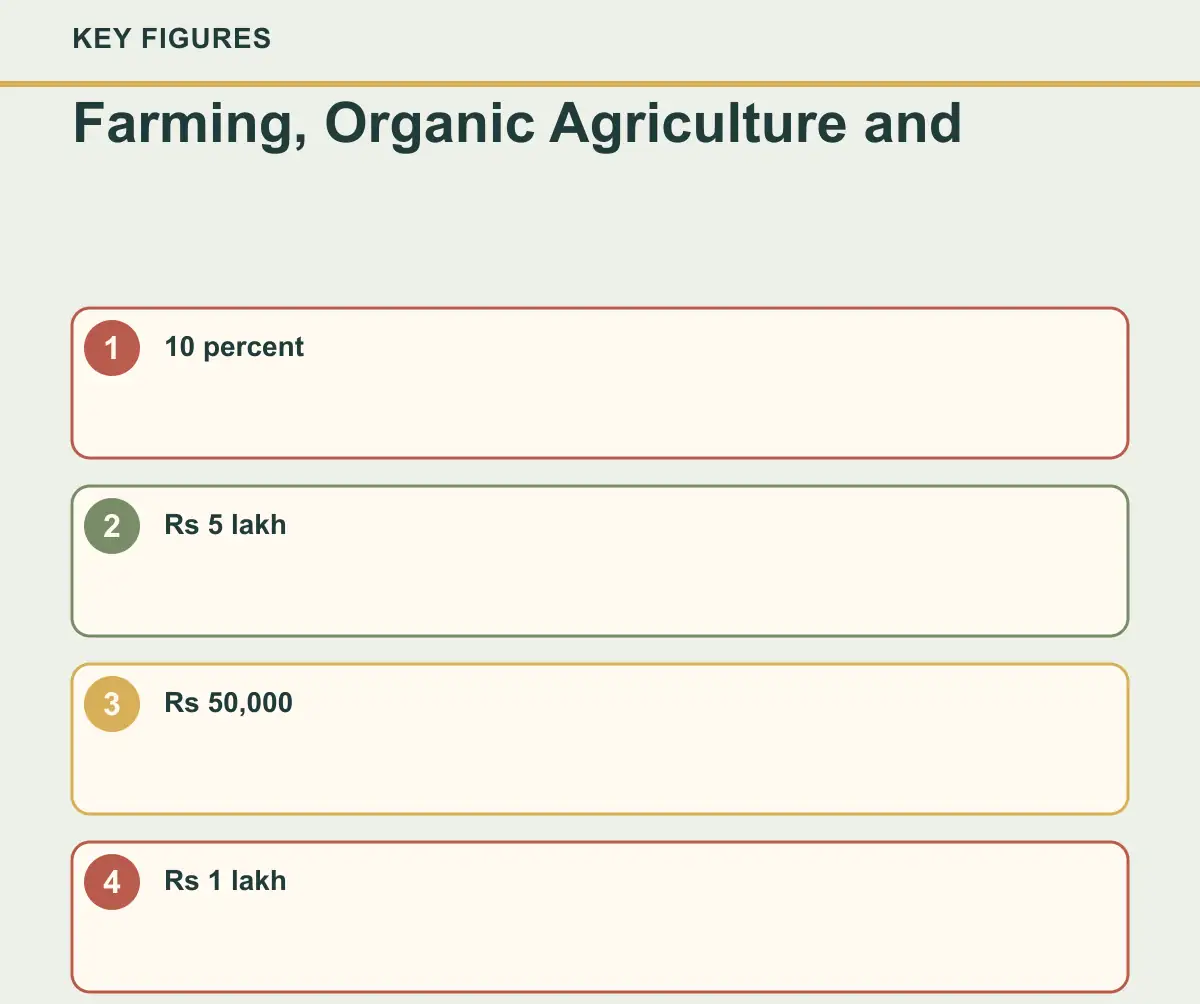 KEY FIGURES
Farming, Organic Agriculture and
1 10 percent
2 Rs 5 lakh
3 Rs 50,000
4 Rs 1 lakh